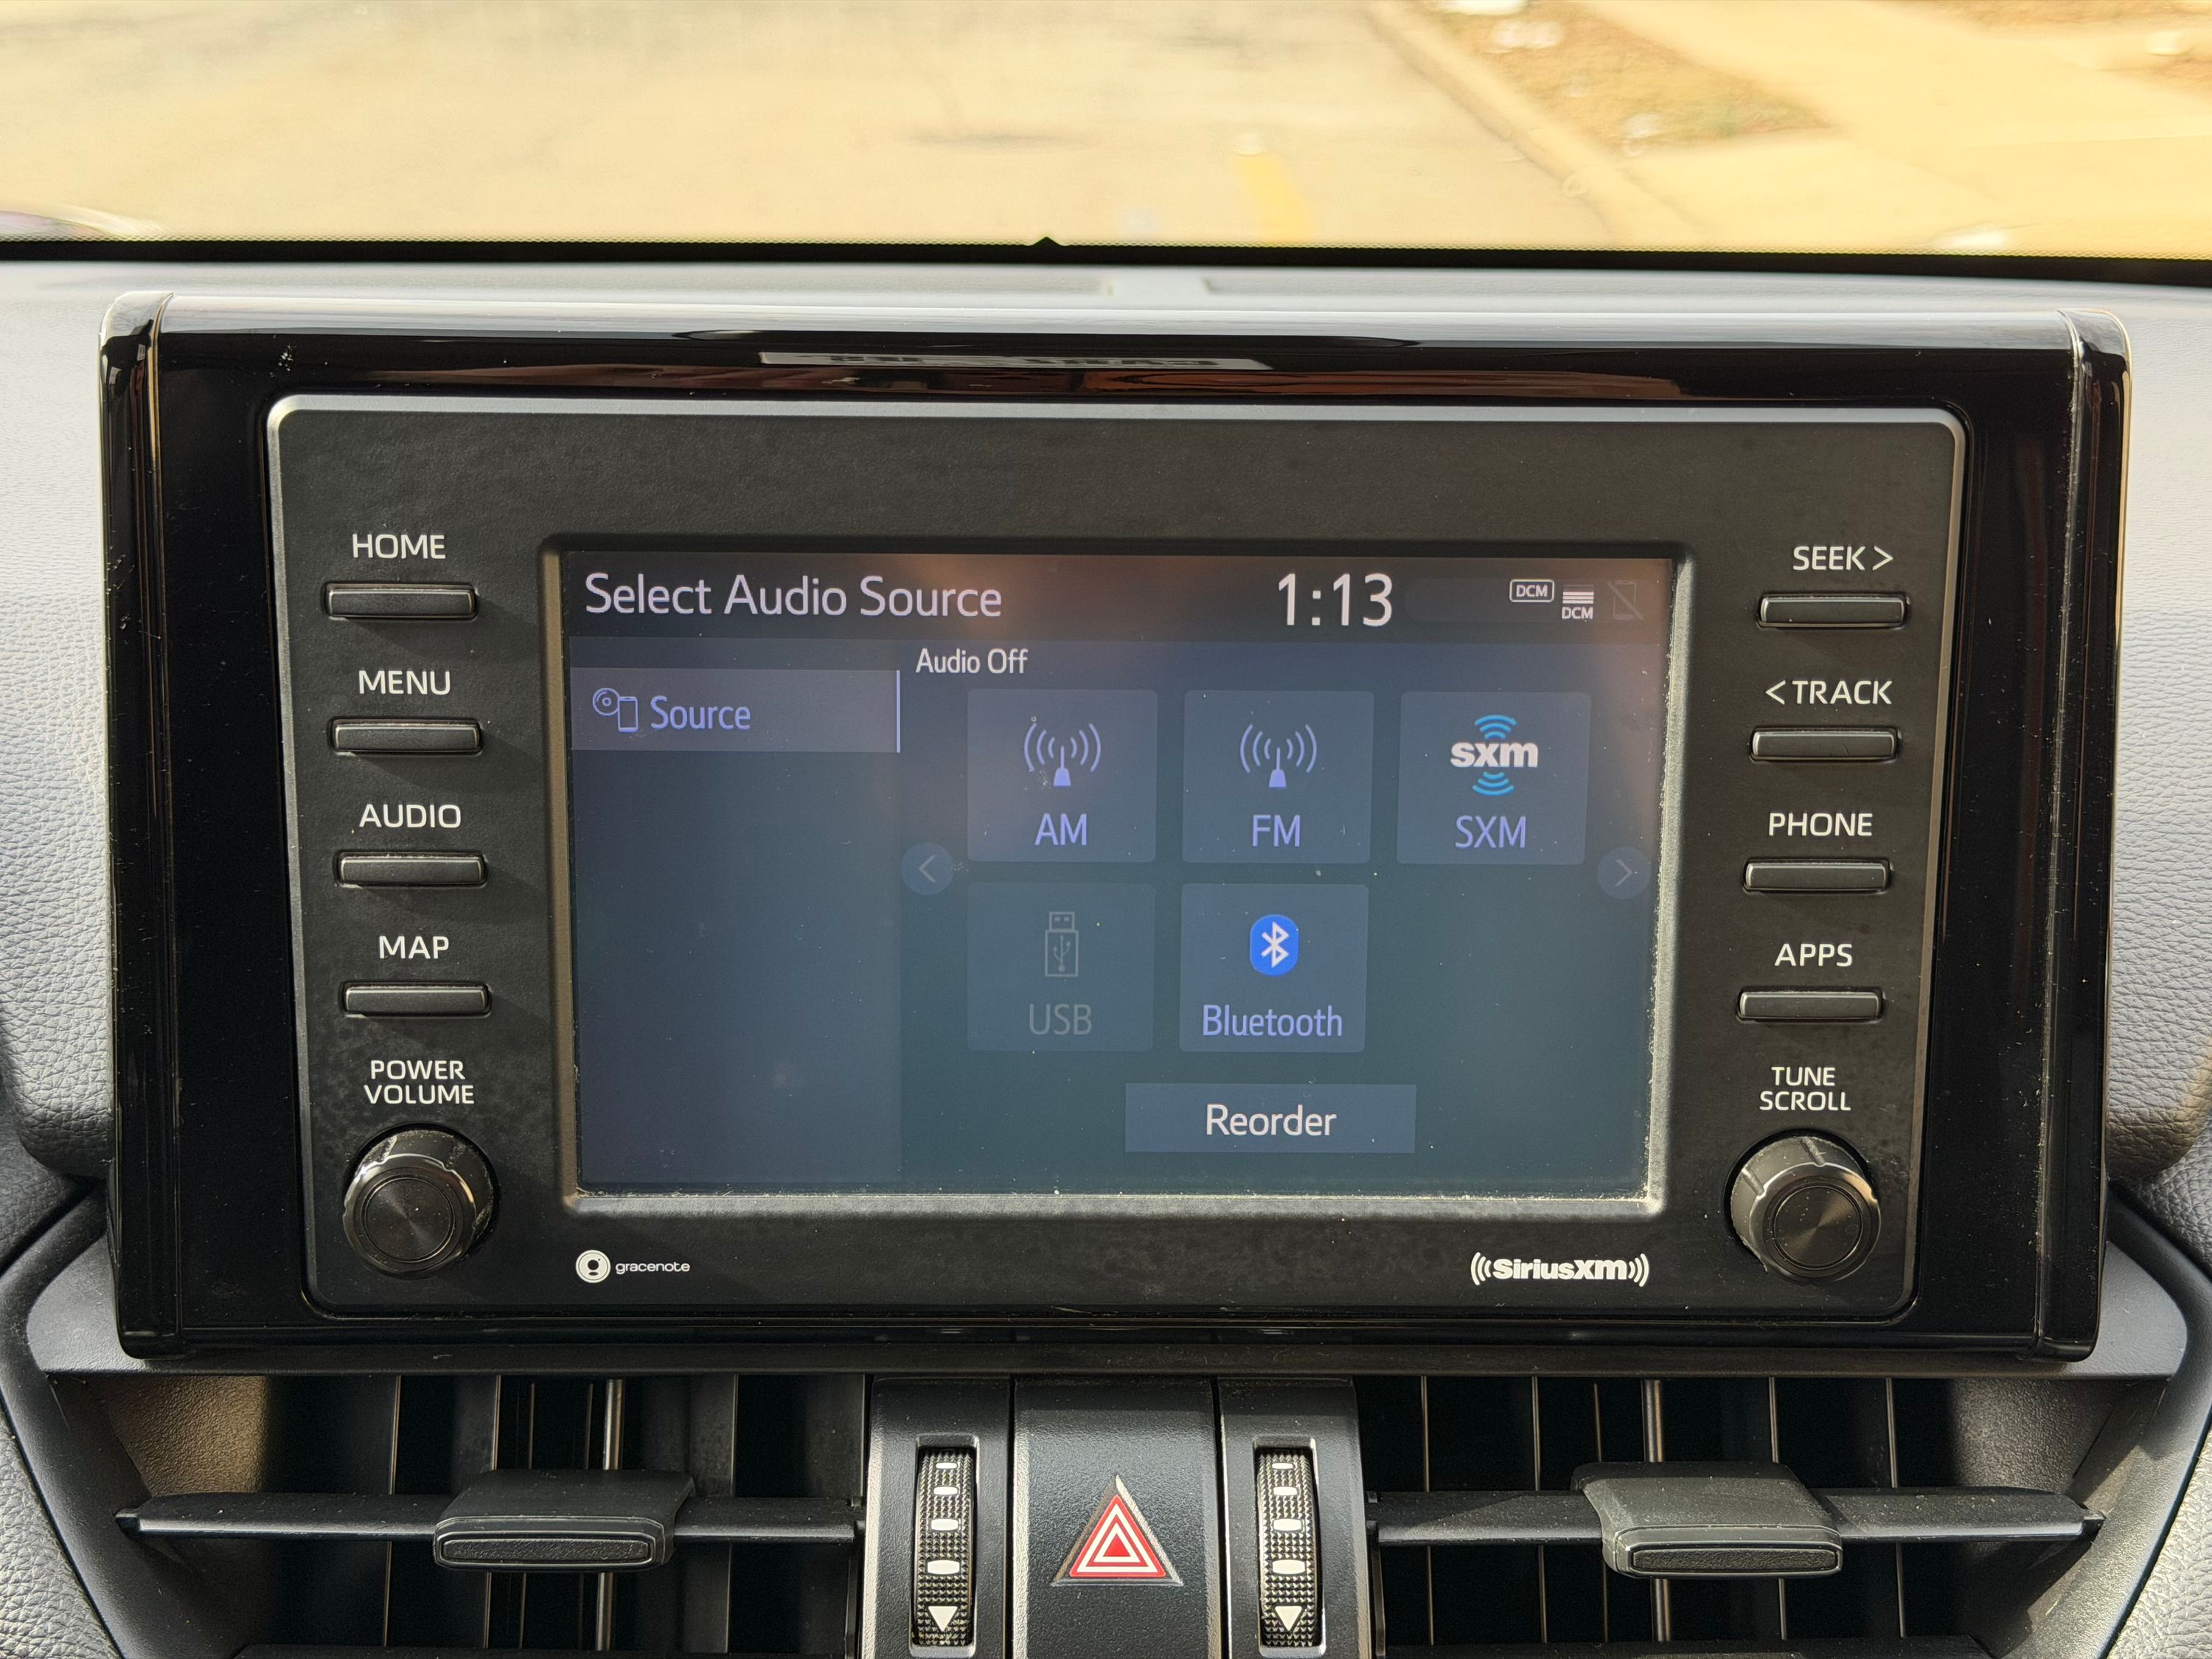 HOME
MENU
AUDIO
MAP
POWER
VOLUME
Select Audio Source
1:13
DCM
DCM
Source
Audio Off
AM
FM
sxm
SXM
USB
Bluetooth
Reorder
SEEK >
< TRACK
PHONE
APPS
TUNE
SCROLL
gracenote
((SiriusXM))